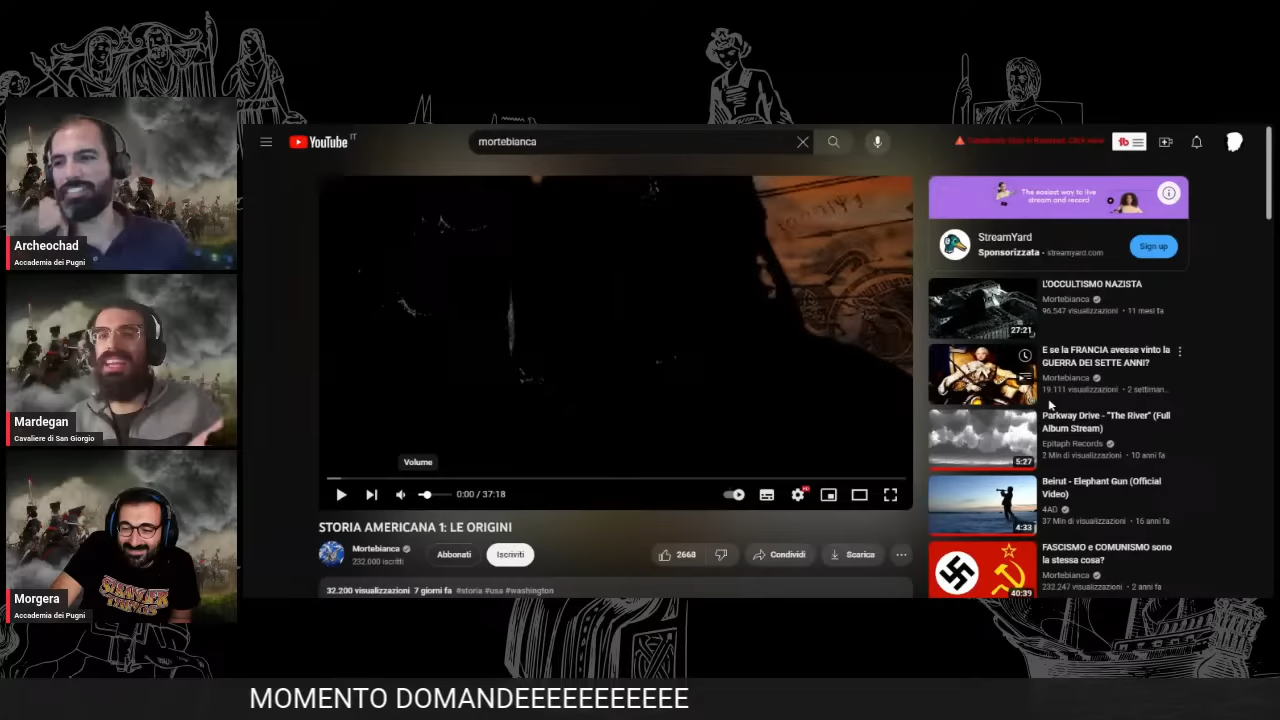 YouTube IT
mortebianca
Archeochad
Accademia dei Pugni
Mardegan
Cavaliere di San Giorgio
Morgera
Accademia dei Pugni
Volume
0:00 / 37:18
STORIA AMERICANA 1: LE ORIGINI
Mortebianca
232.000 iscritti
Abbonati
Iscriviti
2668
Condividi
Scarica
32.200 visualizzazioni 7 giorni fa #storia #usa #washington
The easiest way to live
stream and record
StreamYard
Sponsorizzata · streamyard.com
Sign up
L'OCCULTISMO NAZISTA
Mortebianca
96.547 visualizzazioni • 11 mesi fa
27:21
E se la FRANCIA avesse vinto la
GUERRA DEI SETTE ANNI?
Mortebianca
19.111 visualizzazioni • 2 settiman...
Parkway Drive - "The River" (Full
Album Stream)
Epitaph Records
2 Mln di visualizzazioni • 10 anni fa
5:27
Beirut - Elephant Gun (Official
Video)
4AD
37 Mln di visualizzazioni • 16 anni fa
4:33
FASCISMO e COMUNISMO sono
la stessa cosa?
Mortebianca
232.247 visualizzazioni • 2 anni fa
40:39
MOMENTO DOMANDEEEEEEEEEEE